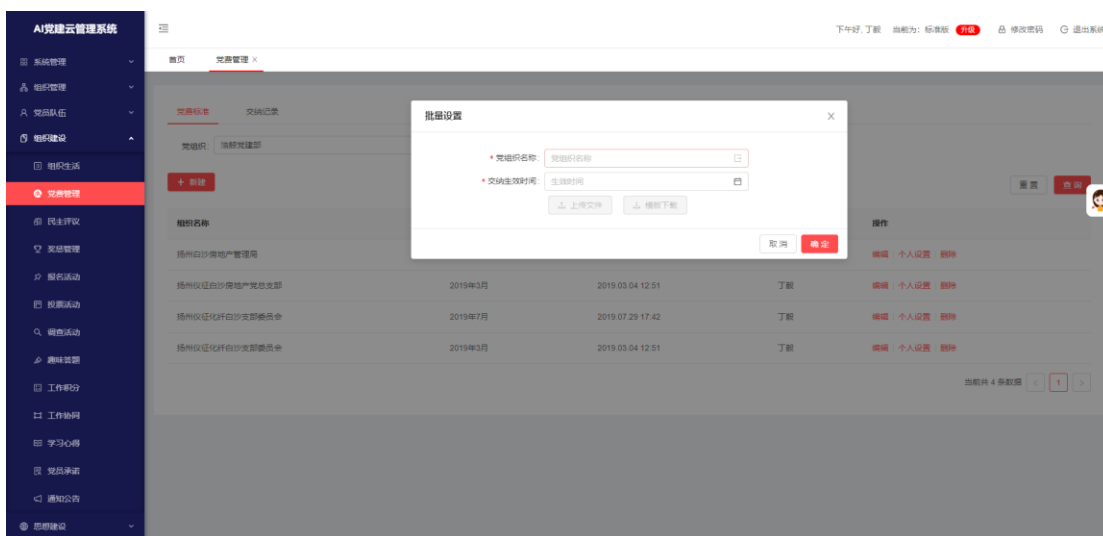 AI党建云管理系统
下午好,丁毅 当前为: 标准版 升级 修改密码 退出系统
系统管理
首页 党费管理 ×
组织管理
党员队伍
党费标准 交纳记录
批量设置
组织建设
党组织:
* 党组织名称: 党组织名称
组织生活
* 交纳生效时间: 生效时间
党费管理
+ 新建
重置 查询
上传文件 模板下载
民主评议
组织名称 操作
取消 确定
奖惩管理
扬州白沙房地产管理局 编辑 个人设置 删除
报名活动
扬州仪征白沙房地产党总支部 2019年3月 2019.03.04 12:51 丁毅 编辑 个人设置 删除
投票活动
扬州仪征化纤白沙支部委员会 2019年7月 2019.07.29 17:42 丁毅 编辑 个人设置 删除
调查活动
扬州仪征化纤白沙支部委员会 2019年3月 2019.03.04 12:51 丁毅 编辑 个人设置 删除
趣味答题
当前共 4 条数据 < 1 >
工作积分
工作协同
学习心得
党员承诺
通知公告
思想建设